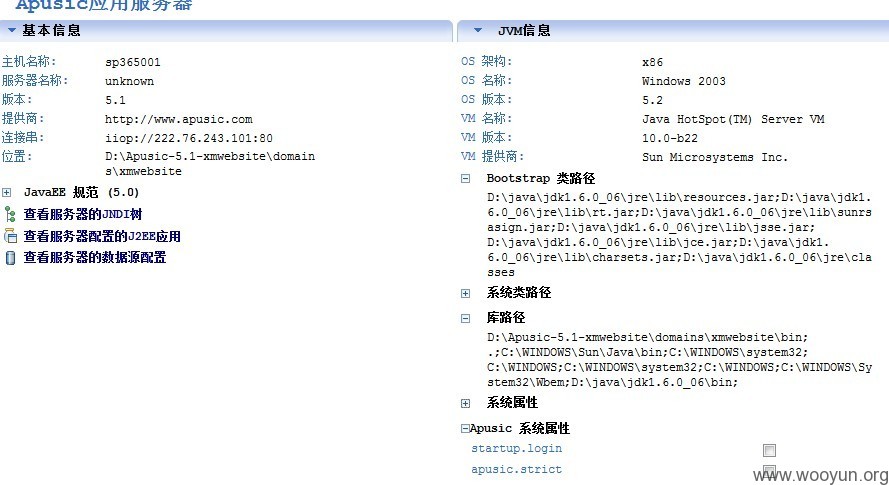 Apusic应用服务器
基本信息
主机名称: sp365001
服务器名称: unknown
版本: 5.1
提供商: http://www.apusic.com
连接串: iiop://222.76.243.101:80
位置: D:\Apusic-5.1-xmwebsite\domain
s\xmwebsite
JavaEE 规范 (5.0)
查看服务器的JNDI树
查看服务器配置的J2EE应用
查看服务器的数据源配置
JVM信息
OS 架构: x86
OS 名称: Windows 2003
OS 版本: 5.2
VM 名称: Java HotSpot(TM) Server VM
VM 版本: 10.0-b22
VM 提供商: Sun Microsystems Inc.
Bootstrap 类路径
D:\java\jdk1.6.0_06\jre\lib\resources.jar;D:\java\jdk1.
6.0_06\jre\lib\rt.jar;D:\java\jdk1.6.0_06\jre\lib\sunrs
asign.jar;D:\java\jdk1.6.0_06\jre\lib\jsse.jar;
D:\java\jdk1.6.0_06\jre\lib\jce.jar;D:\java\jdk1.
6.0_06\jre\lib\charsets.jar;D:\java\jdk1.6.0_06\jre\cla
sses
系统类路径
库路径
D:\Apusic-5.1-xmwebsite\domains\xmwebsite\bin;
.;C:\WINDOWS\Sun\Java\bin;C:\WINDOWS\system32;
C:\WINDOWS;C:\WINDOWS\system32;C:\WINDOWS;C:\WINDOWS\Sy
stem32\Wbem;D:\java\jdk1.6.0_06\bin;
系统属性
Apusic 系统属性
startup.login
apusic.strict
www.wooyun.org